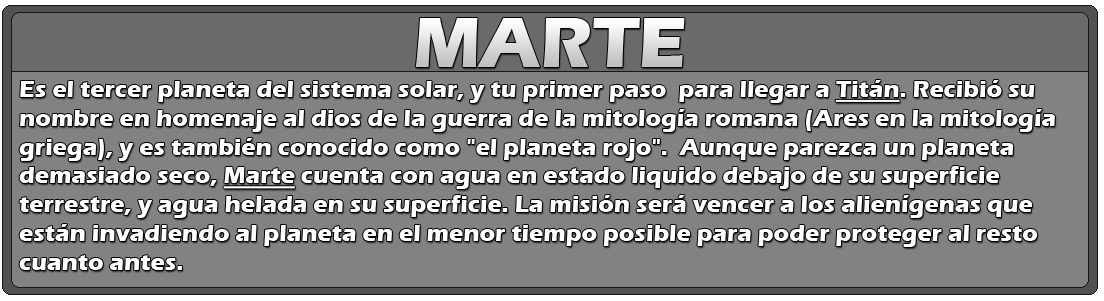 MARTE
Es el tercer planeta del sistema solar, y tu primer paso  para llegar a Titán. Recibió su
nombre en homenaje al dios de la guerra de la mitología romana (Ares en la mitología
griega), y es también conocido como "el planeta rojo".  Aunque parezca un planeta
demasiado seco, Marte cuenta con agua en estado liquido debajo de su superficie
terrestre, y agua helada en su superficie. La misión será vencer a los alienígenas que
están invadiendo al planeta en el menor tiempo posible para poder proteger al resto
cuanto antes.